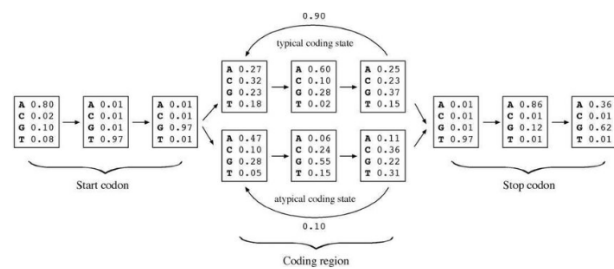 0.90
typical coding state
A 0.27
C 0.32
G 0.23
T 0.18
A 0.60
C 0.10
G 0.28
T 0.02
A 0.25
C 0.23
G 0.37
T 0.15
A 0.80
C 0.02
G 0.10
T 0.08
A 0.01
C 0.01
G 0.01
T 0.97
A 0.01
C 0.01
G 0.97
T 0.01
A 0.01
C 0.01
G 0.01
T 0.97
A 0.86
C 0.01
G 0.12
T 0.01
A 0.36
C 0.01
G 0.62
T 0.01
A 0.47
C 0.10
G 0.28
T 0.05
A 0.06
C 0.24
G 0.55
T 0.15
A 0.11
C 0.36
G 0.22
T 0.31
Start codon
atypical coding state
Stop codon
0.10
Coding region